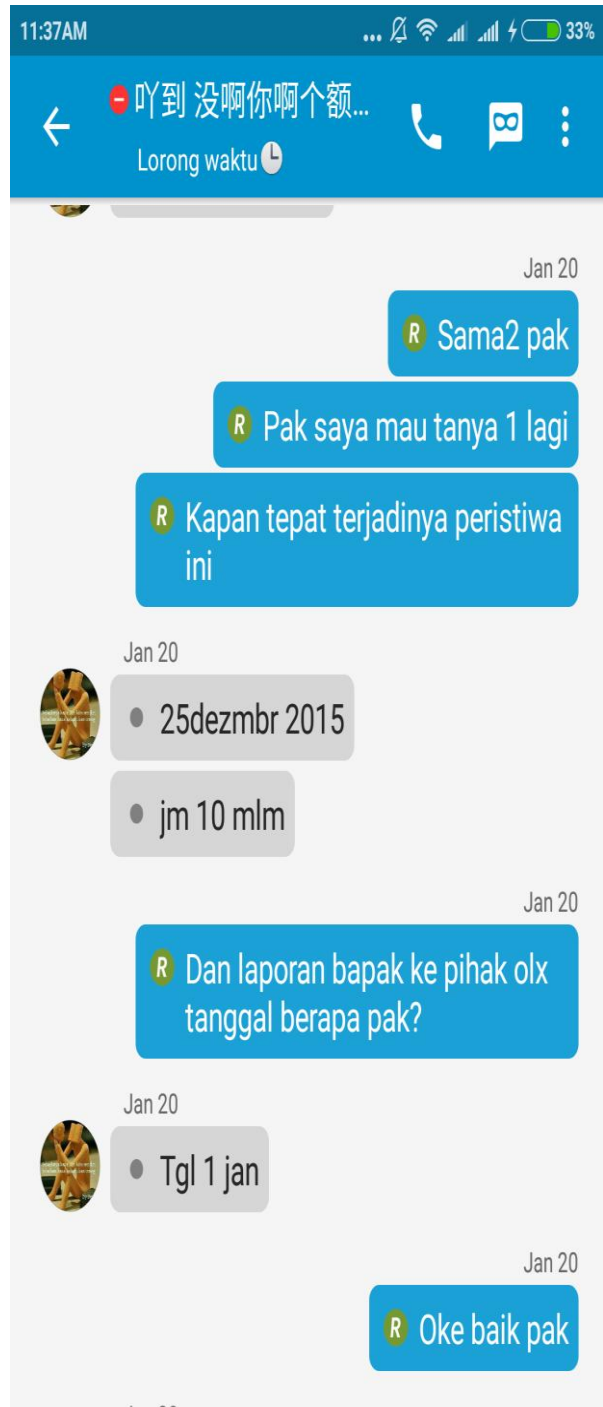 11:37AM
... 33%
吖到 没啊你啊个额...
Lorong waktu
Jan 20
R Sama2 pak
R Pak saya mau tanya 1 lagi
R Kapan tepat terjadinya peristiwa
ini
Jan 20
25dezmbr 2015
jm 10 mlm
Jan 20
R Dan laporan bapak ke pihak olx
tanggal berapa pak?
Jan 20
Tgl 1 jan
Jan 20
R Oke baik pak